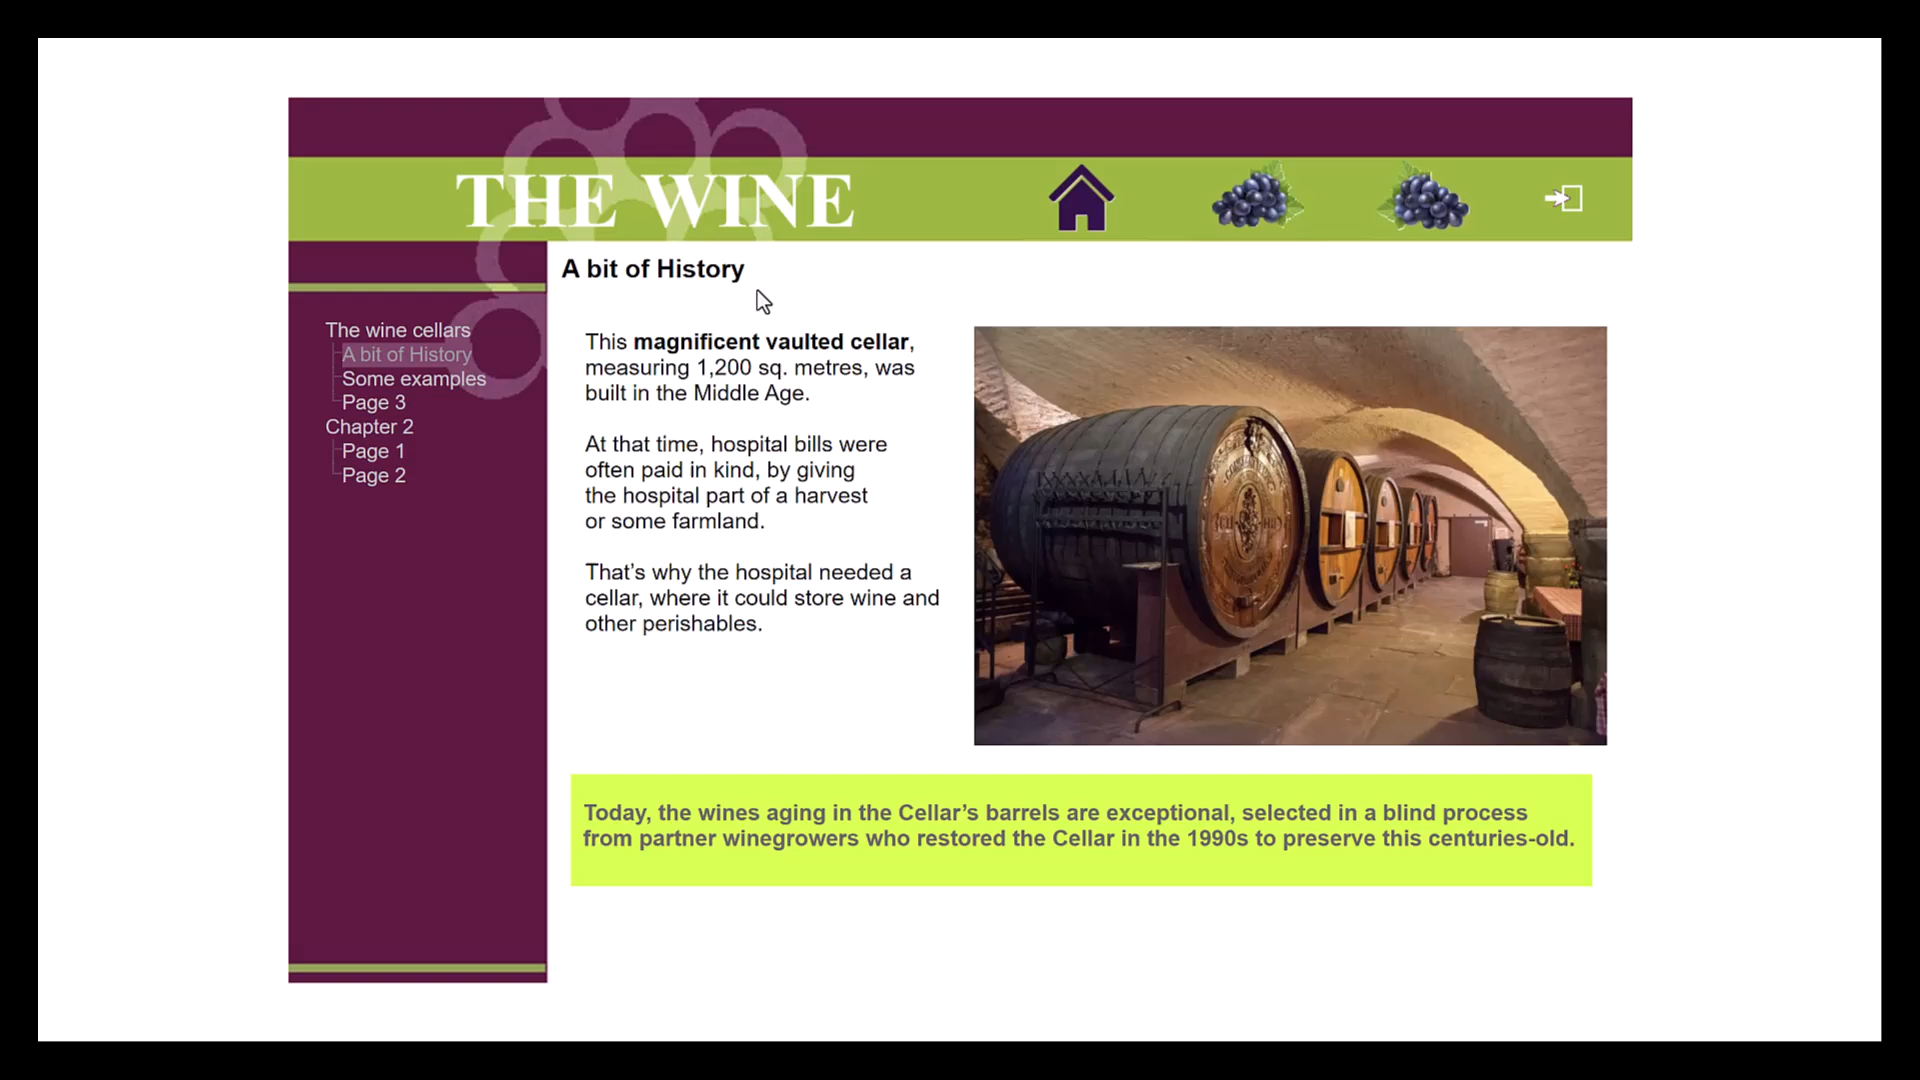 THE WINE
A bit of History
The wine cellars
A bit of History
Some examples
Page 3
Chapter 2
Page 1
Page 2
This magnificent vaulted cellar,
measuring 1,200 sq. metres, was
built in the Middle Age.
At that time, hospital bills were
often paid in kind, by giving
the hospital part of a harvest
or some farmland.
That’s why the hospital needed a
cellar, where it could store wine and
other perishables.
Today, the wines aging in the Cellar’s barrels are exceptional, selected in a blind process
from partner winegrowers who restored the Cellar in the 1990s to preserve this centuries-old.